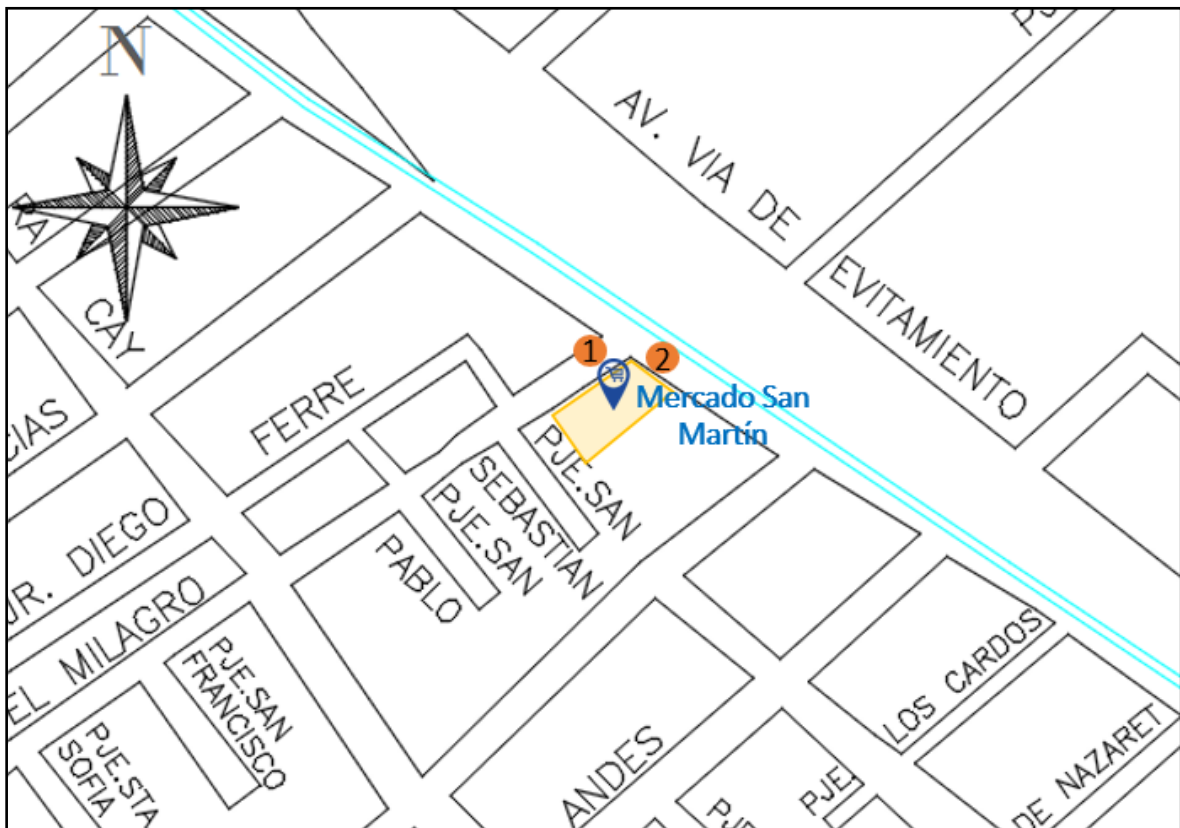 N
AV. VIA DE
EVITAMIENTO
CAY
FERRE
1
2
Mercado San
Martín
CIAS
PJE.SAN
SEBASTIAN
PJE.SAN
PABLO
JR. DIEGO
EL MILAGRO
PJE.SAN
FRANCISCO
PJE.STA
SOFIA
ANDES
LOS CARDOS
DE NAZARET
PJE.